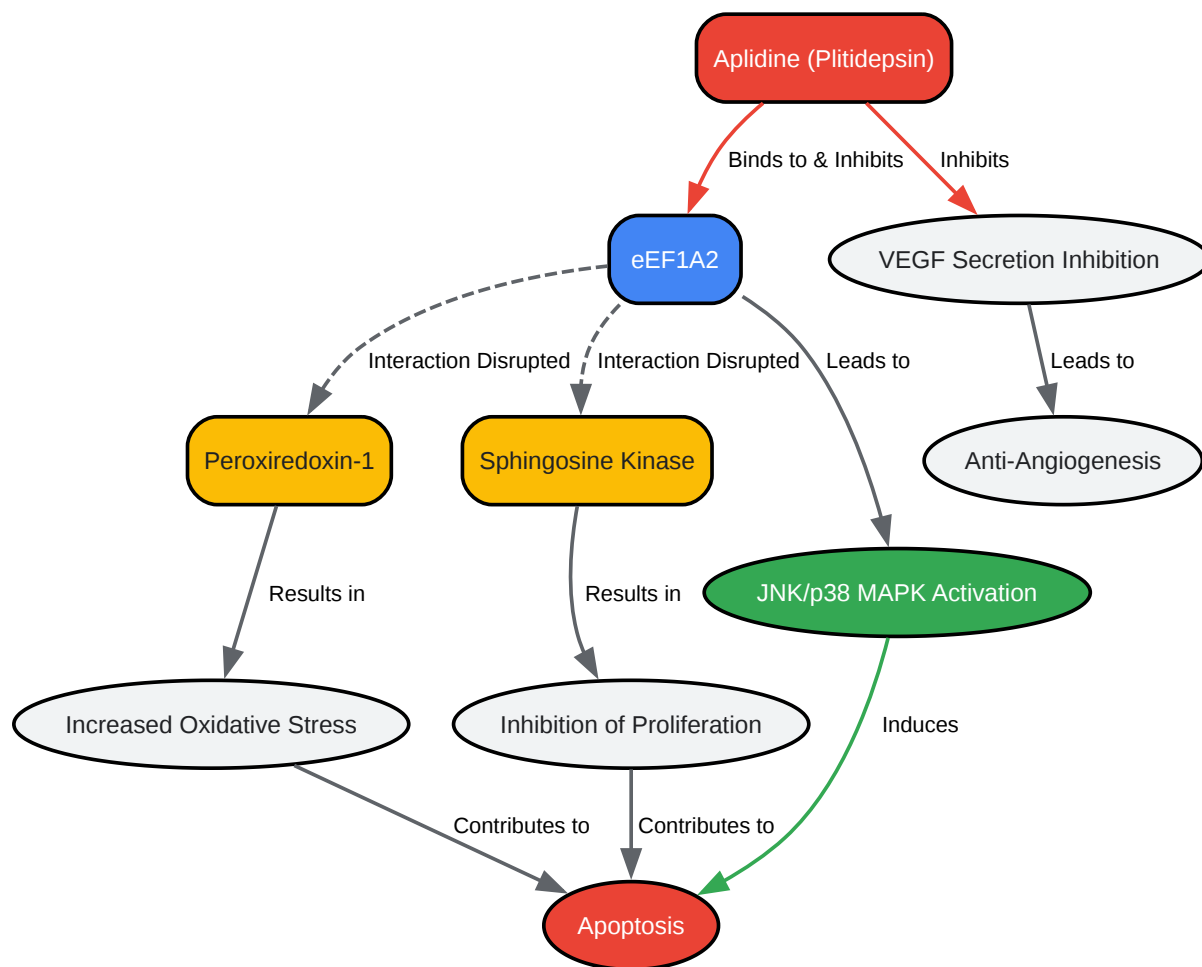 Aplidine (Plitidepsin)
Binds to & Inhibits
Inhibits
eEF1A2
VEGF Secretion Inhibition
Interaction Disrupted
Interaction Disrupted
Leads to
Leads to
Peroxiredoxin-1
Sphingosine Kinase
Anti-Angiogenesis
Results in
Results in
JNK/p38 MAPK Activation
Increased Oxidative Stress
Inhibition of Proliferation
Induces
Contributes to
Contributes to
Apoptosis